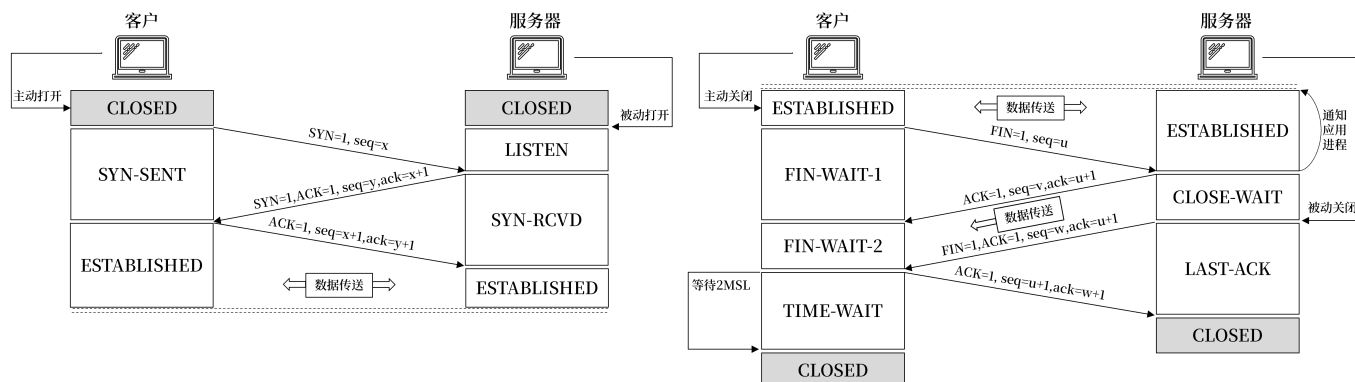 客户
服务器
主动打开
CLOSED
CLOSED
被动打开
SYN=1, seq=x
LISTEN
SYN-SENT
SYN=1,ACK=1, seq=y,ack=x+1
SYN-RCVD
ACK=1, seq=x+1,ack=y+1
ESTABLISHED
数据传送
ESTABLISHED
客户
服务器
主动关闭
ESTABLISHED
数据传送
ESTABLISHED
通知
应用
进程
FIN=1, seq=u
FIN-WAIT-1
ACK=1, seq=v,ack=u+1
CLOSE-WAIT
数据传送
被动关闭
FIN-WAIT-2
FIN=1,ACK=1, seq=w,ack=u+1
LAST-ACK
等待2MSL
ACK=1, seq=u+1,ack=w+1
TIME-WAIT
CLOSED
CLOSED